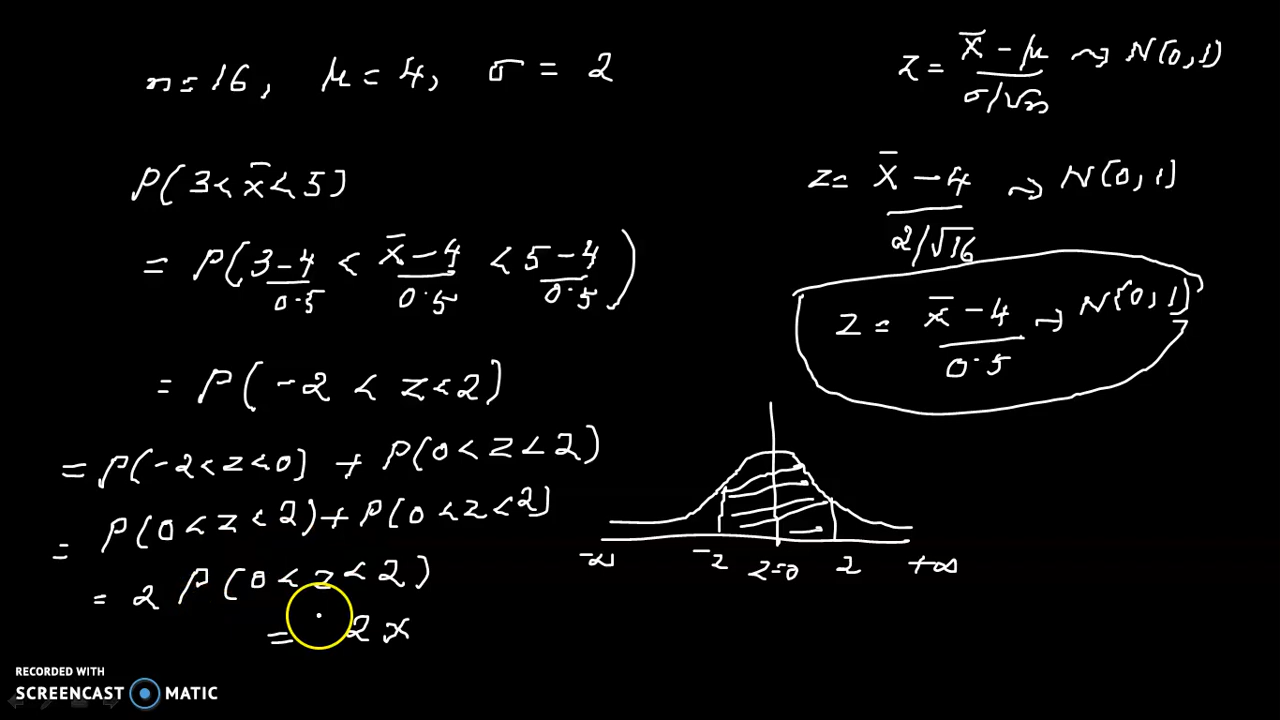 n = 16, μ = 4, σ = 2
z = (x̄ - μ)/(σ/√n) ⇝ N(0,1)
P(3 < x̄ < 5)
z = (x̄ - 4)/(2/√16) ⇝ N(0,1)
= P((3-4)/0.5 < (x̄-4)/0.5 < (5-4)/0.5)
z = (x̄ - 4)/0.5 ⇝ N(0,1)
= P(-2 < z < 2)
= P(-2 < z < 0) + P(0 < z < 2)
= P(0 < z < 2) + P(0 < z < 2)
= 2 P(0 < z < 2)
= 2 x
-∞ -2 z=0 2 +∞
RECORDED WITH
SCREENCAST MATIC